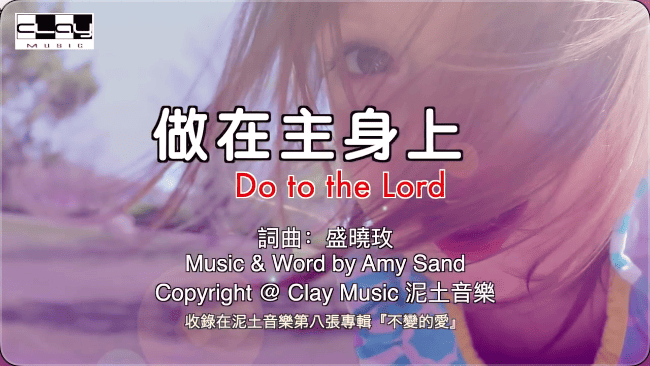 CLay
MUSIC
做在主身上
Do to the Lord
詞曲：盛曉玫
Music & Word by Amy Sand
Copyright @ Clay Music 泥土音樂
收錄在泥土音樂第八張專輯『不變的愛』